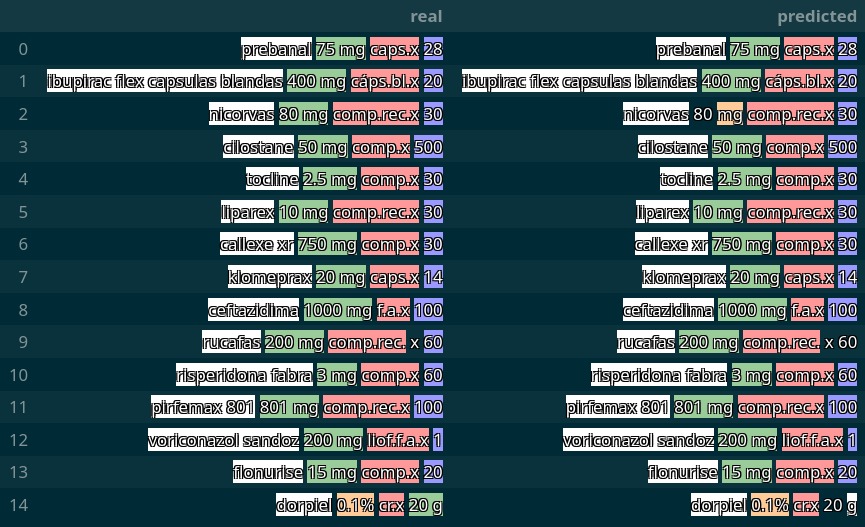 real predicted
0 prebanal 75 mg caps.x 28 prebanal 75 mg caps.x 28
1 ibupirac flex capsulas blandas 400 mg cáps.bl.x 20 ibupirac flex capsulas blandas 400 mg cáps.bl.x 20
2 nicorvas 80 mg comp.rec.x 30 nicorvas 80 mg comp.rec.x 30
3 cilostane 50 mg comp.x 500 cilostane 50 mg comp.x 500
4 tocline 2.5 mg comp.x 30 tocline 2.5 mg comp.x 30
5 liparex 10 mg comp.rec.x 30 liparex 10 mg comp.rec.x 30
6 callexe xr 750 mg comp.x 30 callexe xr 750 mg comp.x 30
7 klomeprax 20 mg caps.x 14 klomeprax 20 mg caps.x 14
8 ceftazidima 1000 mg f.a.x 100 ceftazidima 1000 mg f.a.x 100
9 rucafas 200 mg comp.rec. x 60 rucafas 200 mg comp.rec. x 60
10 risperidona fabra 3 mg comp.x 60 risperidona fabra 3 mg comp.x 60
11 pirfemax 801 801 mg comp.rec.x 100 pirfemax 801 801 mg comp.rec.x 100
12 voriconazol sandoz 200 mg liof.f.a.x 1 voriconazol sandoz 200 mg liof.f.a.x 1
13 flonurise 15 mg comp.x 20 flonurise 15 mg comp.x 20
14 dorpiel 0.1% cr.x 20 g dorpiel 0.1% cr.x 20 g